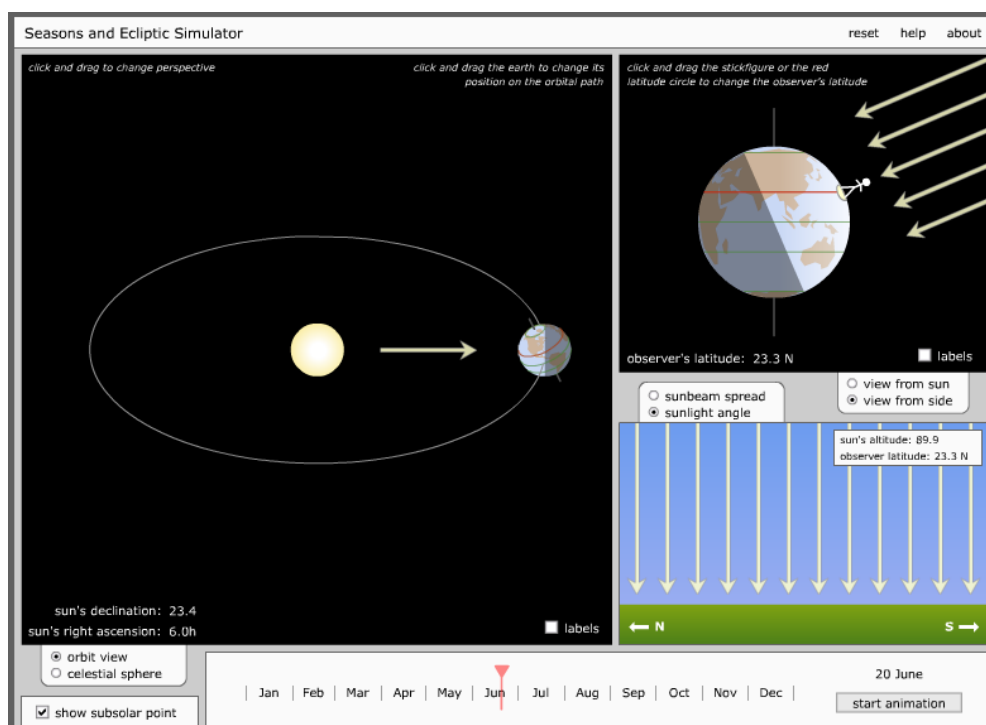 Seasons and Ecliptic Simulator
reset help about
click and drag to change perspective
click and drag the earth to change its
position on the orbital path
sun's declination: 23.4
sun's right ascension: 6.0h
labels
click and drag the stickfigure or the red
latitude circle to change the observer's latitude
observer's latitude: 23.3 N
labels
view from sun
view from side
sunbeam spread
sunlight angle
sun's altitude: 89.9
observer latitude: 23.3 N
N
S
orbit view
celestial sphere
show subsolar point
Jan Feb Mar Apr May Jun Jul Aug Sep Oct Nov Dec
20 June
start animation